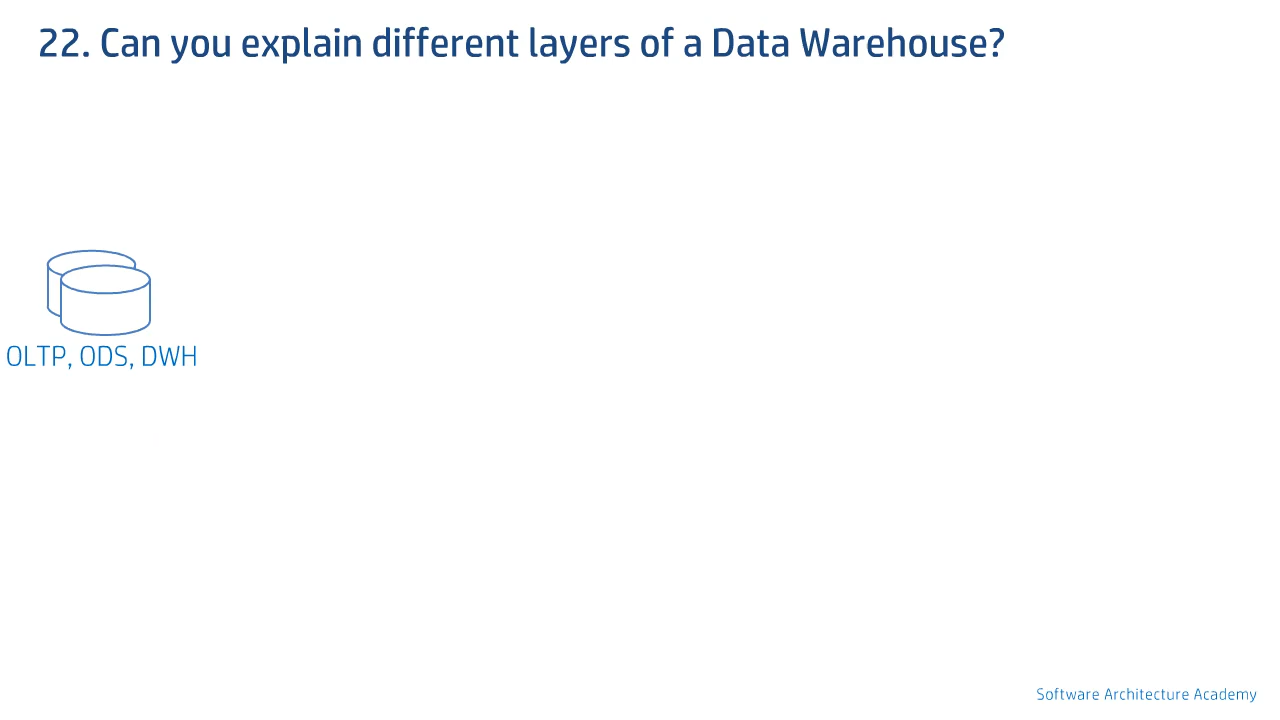 22. Can you explain different layers of a Data Warehouse?
OLTP, ODS, DWH
Software Architecture Academy